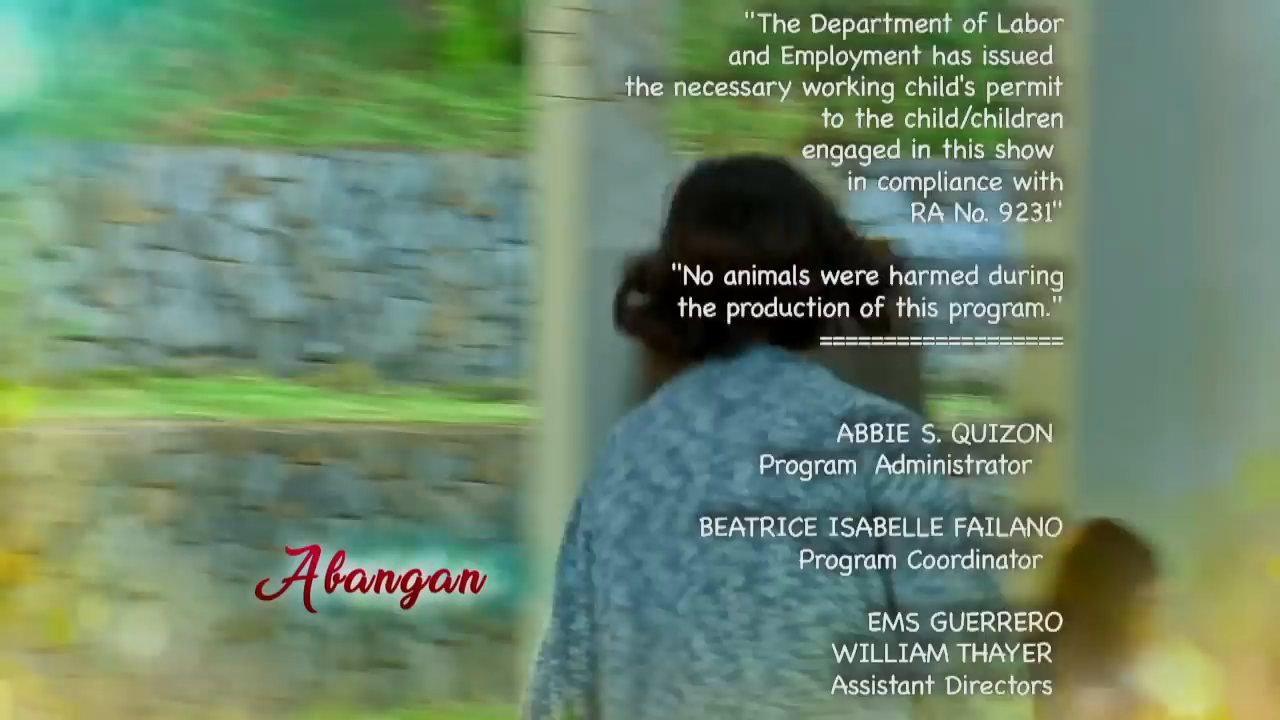 "The Department of Labor
and Employment has issued
the necessary working child's permit
to the child/children
engaged in this show
in compliance with
RA No. 9231"
"No animals were harmed during
the production of this program."
===================
ABBIE S. QUIZON
Program Administrator
BEATRICE ISABELLE FAILANO
Program Coordinator
Abangan
EMS GUERRERO
WILLIAM THAYER
Assistant Directors